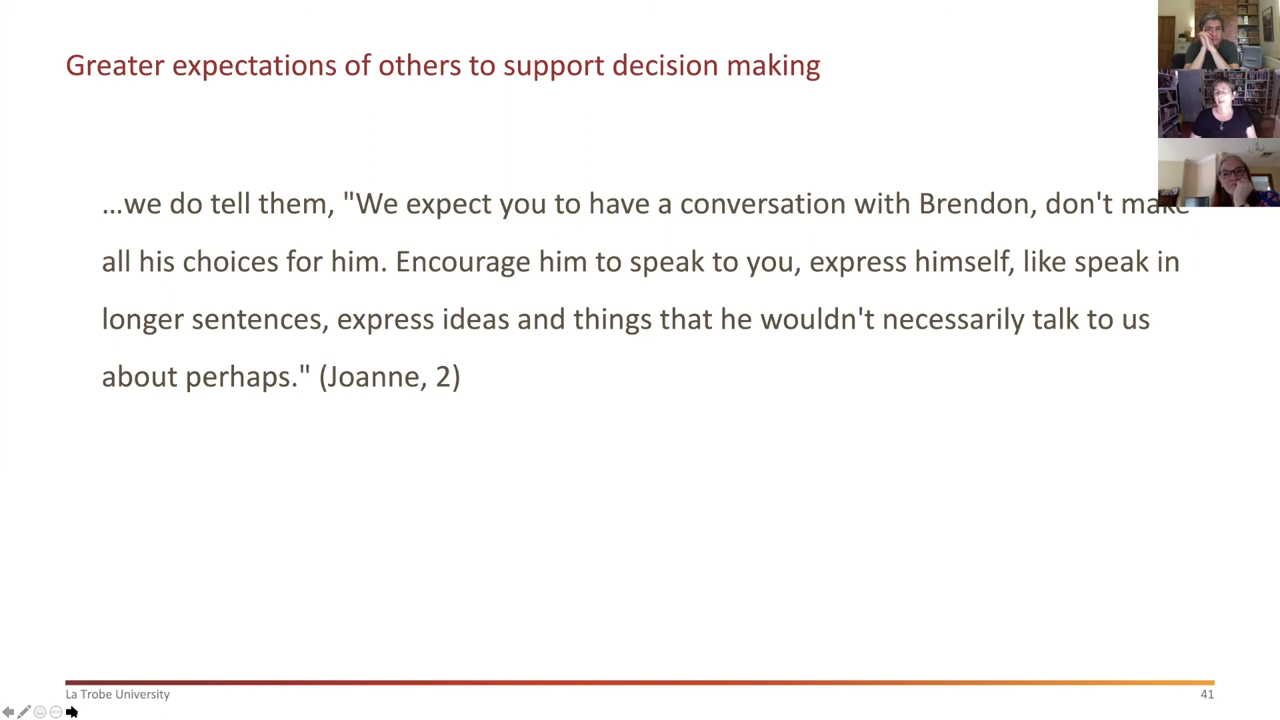 Greater expectations of others to support decision making
…we do tell them, "We expect you to have a conversation with Brendon, don't make
all his choices for him. Encourage him to speak to you, express himself, like speak in
longer sentences, express ideas and things that he wouldn't necessarily talk to us
about perhaps." (Joanne, 2)
La Trobe University
41